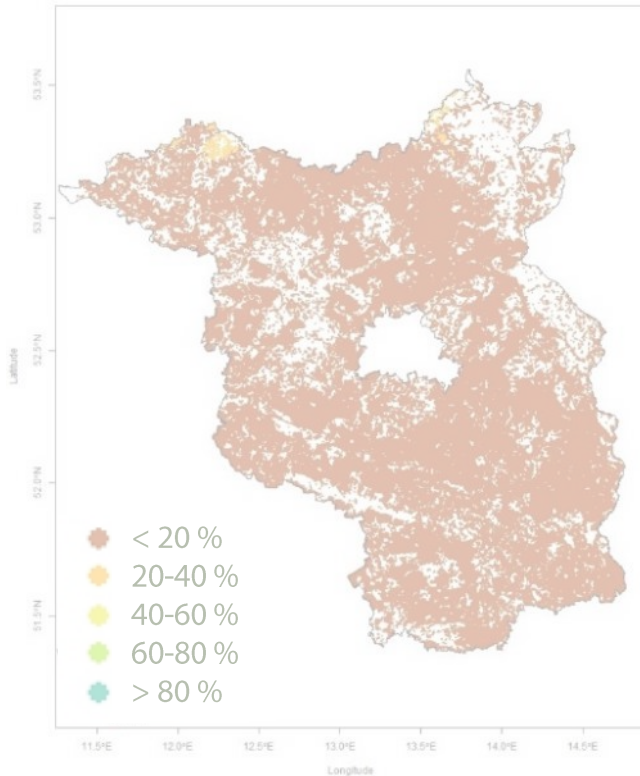 53.5°N
53.0°N
52.5°N
52.0°N
51.5°N
Latitude
< 20 %
20-40 %
40-60 %
60-80 %
> 80 %
11.5°E 12.0°E 12.5°E 13.0°E 13.5°E 14.0°E 14.5°E
Longitude